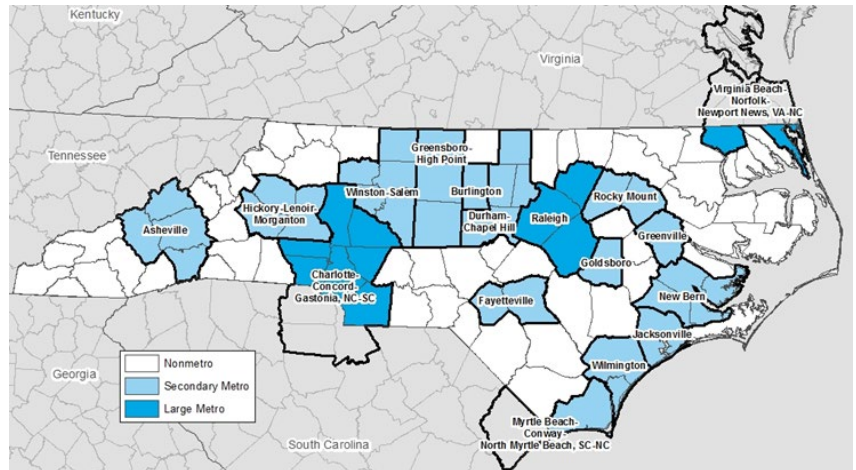 Kentucky
Virginia
Virginia Beach-
Norfolk-
Newport News, VA-NC
Tennessee
Greensboro-
High Point
Winston-Salem
Burlington
Hickory-Lenoir-
Morganton
Rocky Mount
Durham-
Chapel Hill
Raleigh
Asheville
Greenville
Goldsboro
Charlotte-
Concord-
Gastonia, NC-SC
Fayetteville
New Bern
Jacksonville
Wilmington
Georgia
Nonmetro
Secondary Metro
Large Metro
Myrtle Beach-
Conway-
North Myrtle Beach, SC-NC
South Carolina